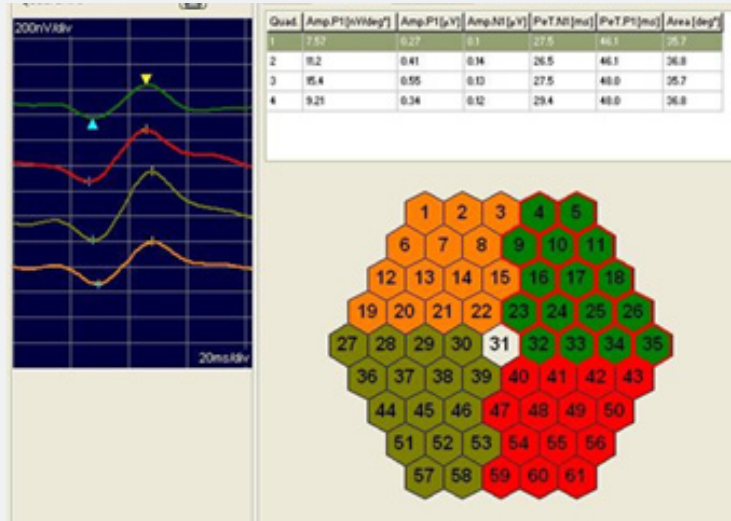 200nV/div
20ms/div
Quad. Amp.P1[nV/deg²] Amp.P1[µV] Amp.N1[µV] PeT.N1[ms] PeT.P1[ms] Area [deg²]
1 7.57 0.27 0.1 27.5 46.1 35.7
2 11.2 0.41 0.14 26.5 46.1 36.8
3 15.4 0.55 0.13 27.5 48.0 35.7
4 9.21 0.34 0.12 29.4 48.0 36.8
1 2 3 4 5
6 7 8 9 10 11
12 13 14 15 16 17 18
19 20 21 22 23 24 25 26
27 28 29 30 31 32 33 34 35
36 37 38 39 40 41 42 43
44 45 46 47 48 49 50
51 52 53 54 55 56
57 58 59 60 61